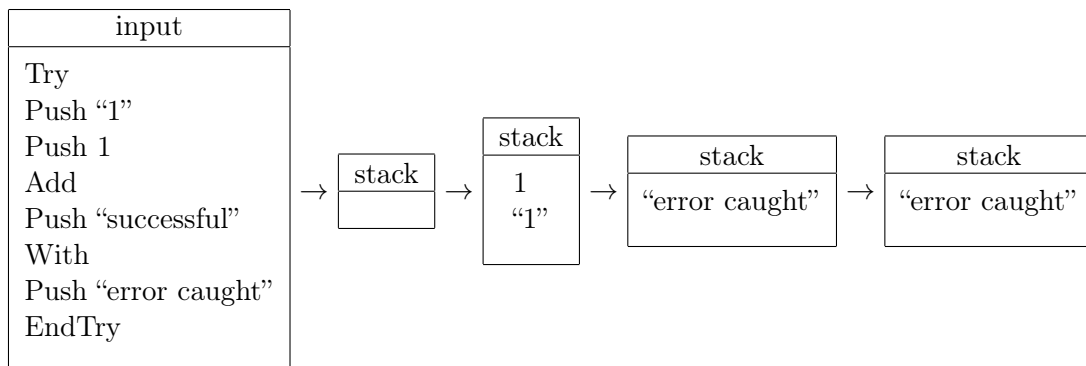 input
Try
Push “1”
Push 1
Add
Push “successful”
With
Push “error caught”
EndTry
→
stack
→
stack
1
“1”
→
stack
“error caught”
→
stack
“error caught”